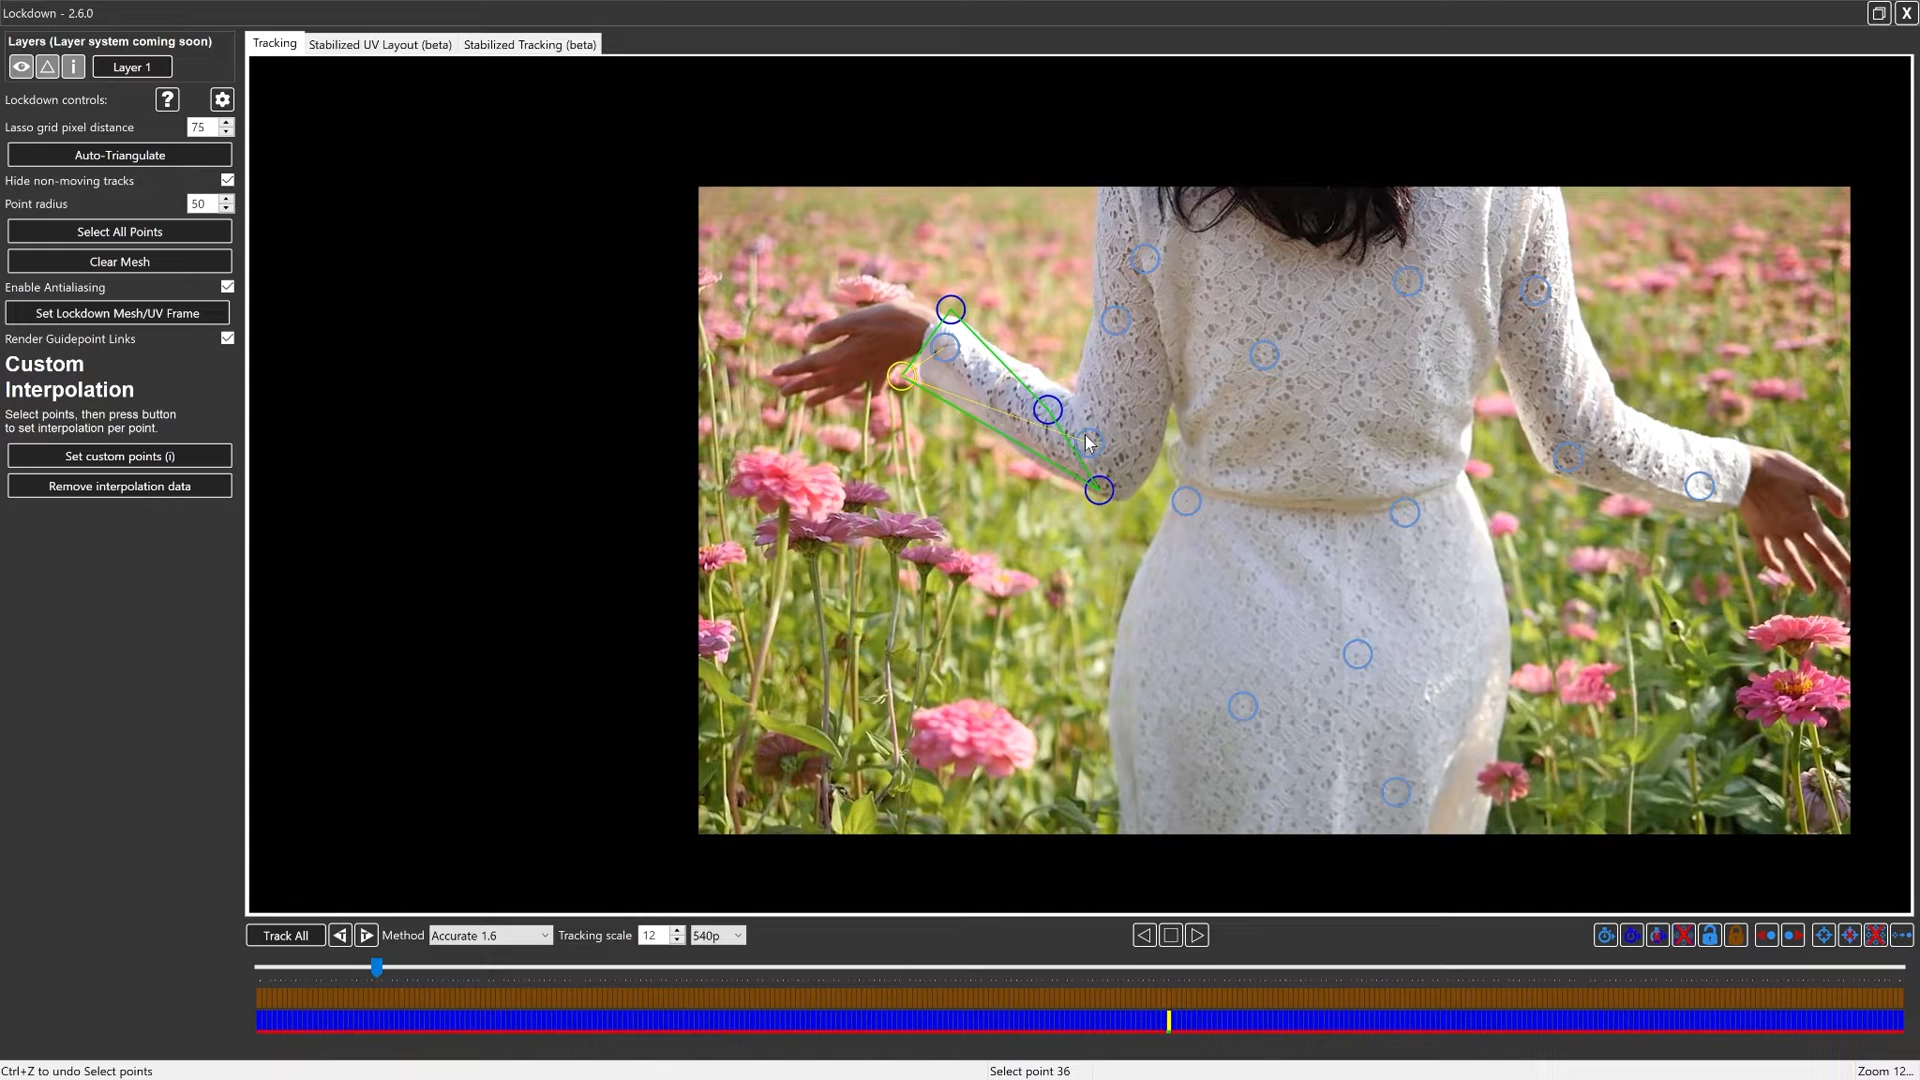 Lockdown - 2.6.0
X
Layers (Layer system coming soon)
Tracking
Stabilized UV Layout (beta)
Stabilized Tracking (beta)
i
Layer 1
Lockdown controls:
?
Lasso grid pixel distance
75
Auto-Triangulate
Hide non-moving tracks
Point radius
50
Select All Points
Clear Mesh
Enable Antialiasing
Set Lockdown Mesh/UV Frame
Render Guidepoint Links
Custom
Interpolation
Select points, then press button
to set interpolation per point.
Set custom points (i)
Remove interpolation data
Track All
Method
Accurate 1.6
Tracking scale
12
540p
Ctrl+Z to undo Select points
Select point 36
Zoom 12...